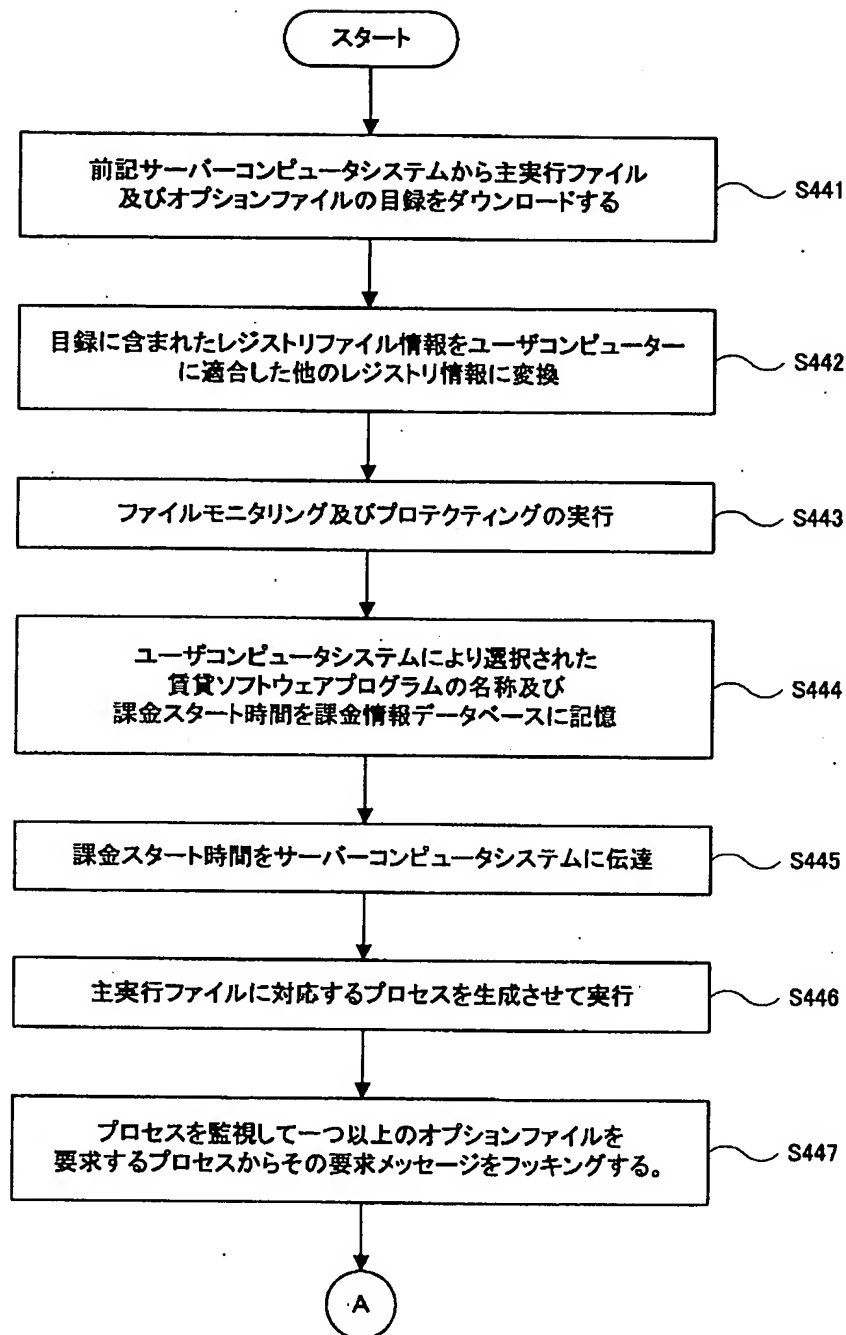 スタート
前記サーバーコンピュータシステムから主実行ファイル
及びオプションファイルの目録をダウンロードする
S441
目録に含まれたレジストリファイル情報をユーザコンピューター
に適合した他のレジストリ情報に変換
S442
ファイルモニタリング及びプロテクティングの実行
S443
ユーザコンピュータシステムにより選択された
賃貸ソフトウェアプログラムの名称及び
課金スタート時間を課金情報データベースに記憶
S444
課金スタート時間をサーバーコンピュータシステムに伝達
S445
主実行ファイルに対応するプロセスを生成させて実行
S446
プロセスを監視して一つ以上のオプションファイルを
要求するプロセスからその要求メッセージをフッキングする。
S447
A